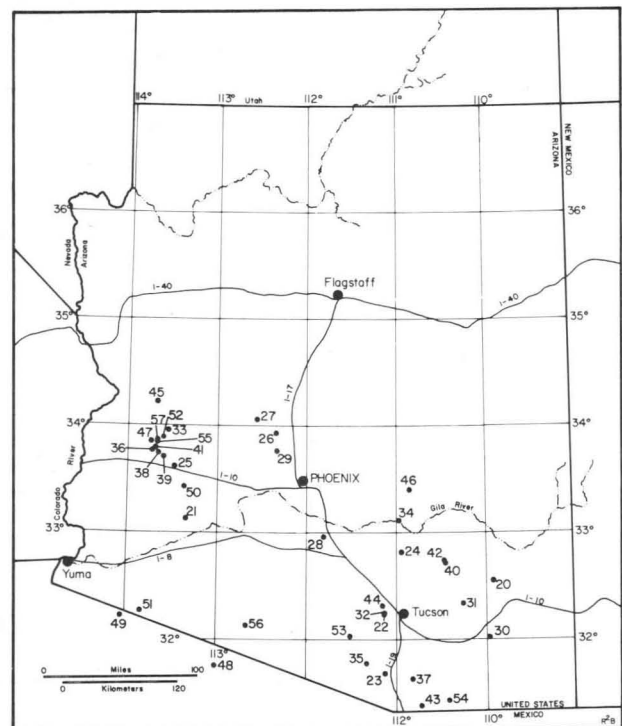 114°
113°
Utah
112°
111°
110°
NEW MEXICO
ARIZONA
36°
36°
Nevada
Arizona
I-40
Flagstaff
I-40
35°
35°
I-17
45
34°
57
52
27
34°
47
33
26
36
55
41
29
38
39
25
I-10
PHOENIX
46
Colorado River
50
21
34
Gila River
33°
28
33°
24
42
40
I-8
20
Yuma
44
31
I-10
51
32
Tucson
49
22
56
53
30
32°
32°
113°
35
I-19
48
23
37
Miles
0
100
43
54
UNITED STATES
MEXICO
0
Kilometers
120
112°
110°
R²B